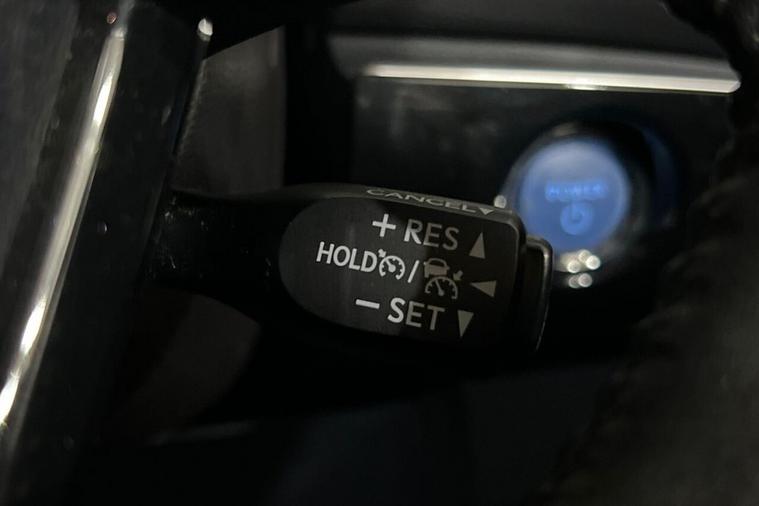 CANCEL
+ RES
HOLD /
- SET
POWER